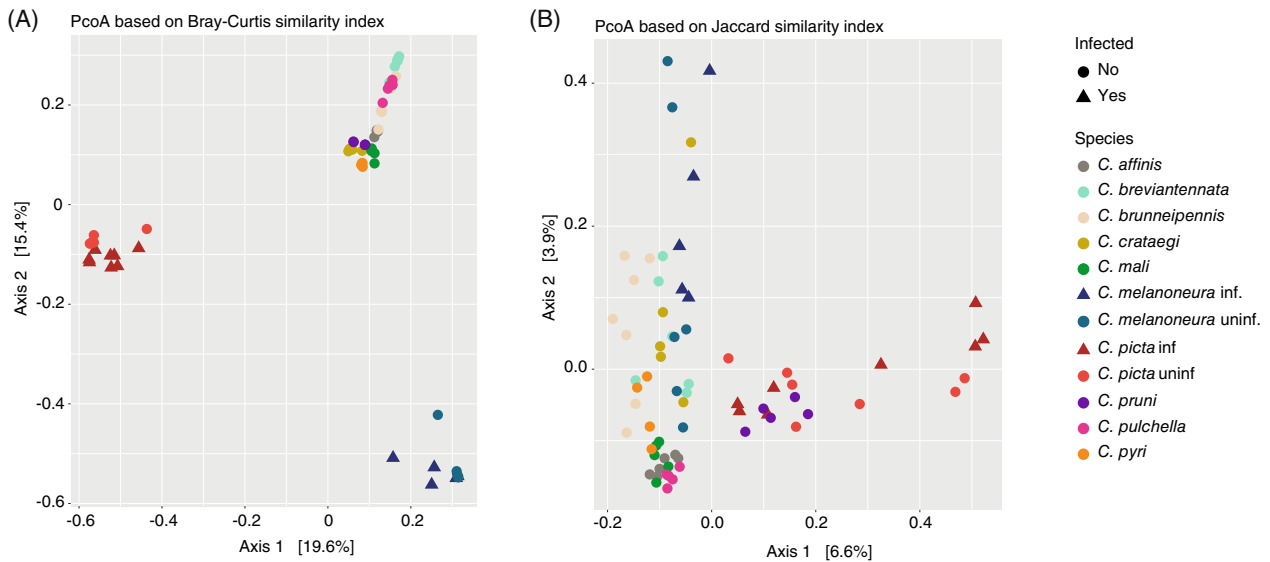 (A)
PcoA based on Bray-Curtis similarity index
0.2
0
-0.2
-0.4
-0.6
Axis 2 [15.4%]
-0.6
-0.4
-0.2
0
0.2
Axis 1 [19.6%]
(B)
PcoA based on Jaccard similarity index
0.4
0.2
0.0
Axis 2 [3.9%]
-0.2
0.0
0.2
0.4
Axis 1 [6.6%]
Infected
No
Yes
Species
C. affinis
C. breviantennata
C. brunneipennis
C. crataegi
C. mali
C. melanoneura inf.
C. melanoneura uninf.
C. picta inf
C. picta uninf
C. pruni
C. pulchella
C. pyri